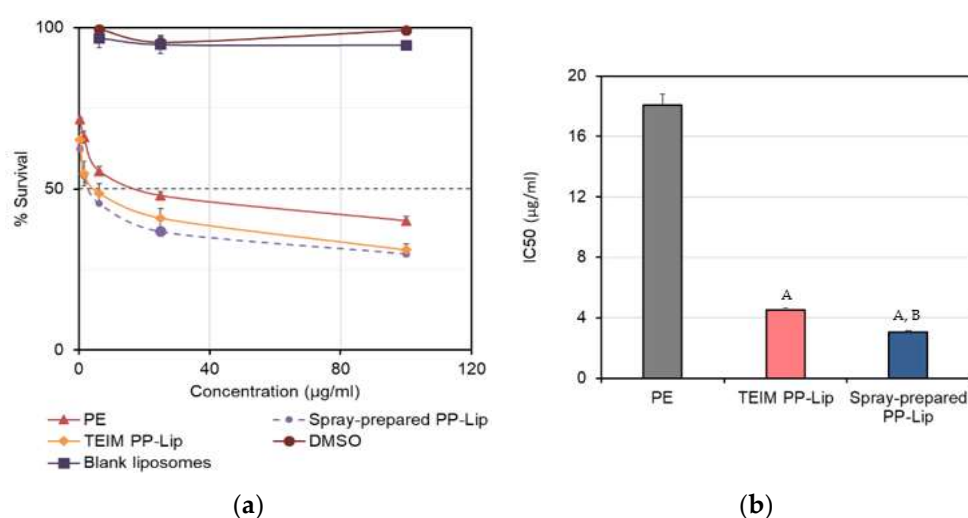 100
50
0
% Survival
0
40
80
120
Concentration (µg/ml)
PE
Spray-prepared PP-Lip
TEIM PP-Lip
DMSO
Blank liposomes
(a)
20
16
12
8
4
0
IC50 (µg/ml)
A
A, B
PE
TEIM PP-Lip
Spray-prepared
PP-Lip
(b)